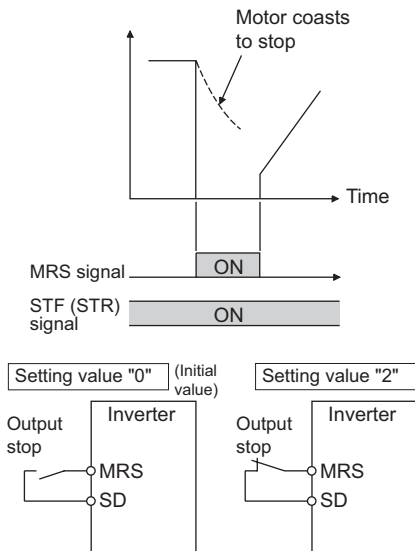 Motor coasts
to stop
Time
MRS signal
ON
STF (STR)
signal
ON
Setting value "0"
(Initial
value)
Setting value "2"
Output
stop
Inverter
MRS
SD
Output
stop
Inverter
MRS
SD